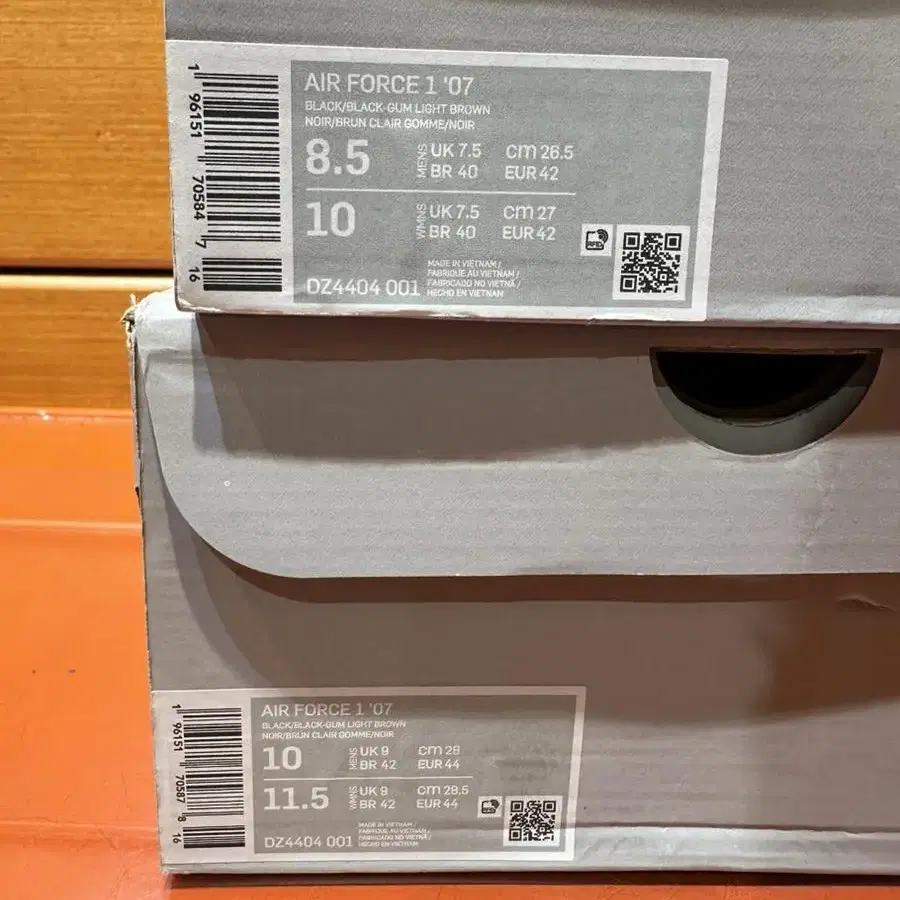 AIR FORCE 1 '07
BLACK/BLACK-GUM LIGHT BROWN
NOIR/BRUN CLAIR GOMME/NOIR
8.5 MENS UK 7.5 cm 26.5
BR 40 EUR 42
10 WMNS UK 7.5 cm 27
BR 40 EUR 42
RFID
MADE IN VIETNAM /
FABRIQUE AU VIETNAM /
FABRICADO NO VIETNÃ /
HECHO EN VIETNAM
DZ4404 001
1 96151 70584 7 16
AIR FORCE 1 '07
BLACK/BLACK-GUM LIGHT BROWN
NOIR/BRUN CLAIR GOMME/NOIR
10 MENS UK 9 cm 28
BR 42 EUR 44
11.5 WMNS UK 9 cm 28.5
BR 42 EUR 44
RFID
MADE IN VIETNAM /
FABRIQUE AU VIETNAM /
FABRICADO NO VIETNÃ /
HECHO EN VIETNAM
DZ4404 001
1 96151 70587 8 16